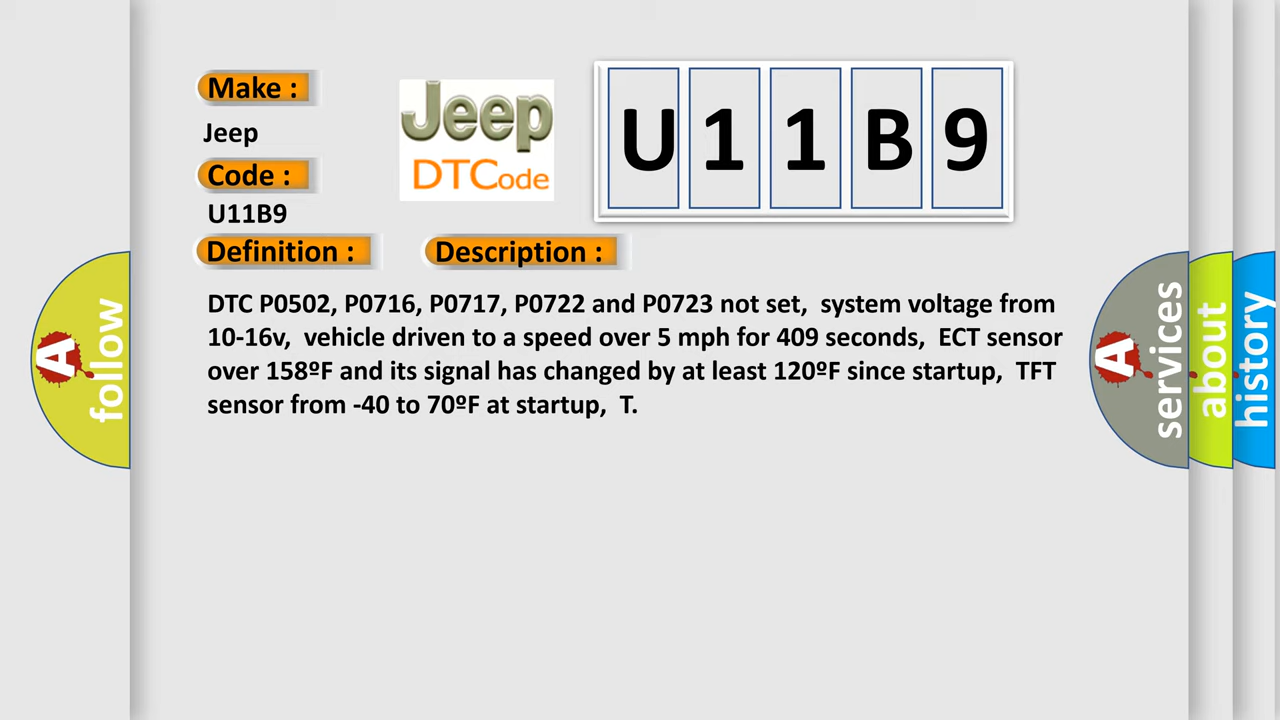 Make :
Jeep
Code :
U11B9
Definition :
Description :
Jeep
DTCode
U11B9
DTC P0502, P0716, P0717, P0722 and P0723 not set,  system voltage from
10-16v,  vehicle driven to a speed over 5 mph for 409 seconds,  ECT sensor
over 158ºF and its signal has changed by at least 120ºF since startup,  TFT
sensor from -40 to 70ºF at startup,  T.
A
follow
A
services
about
history